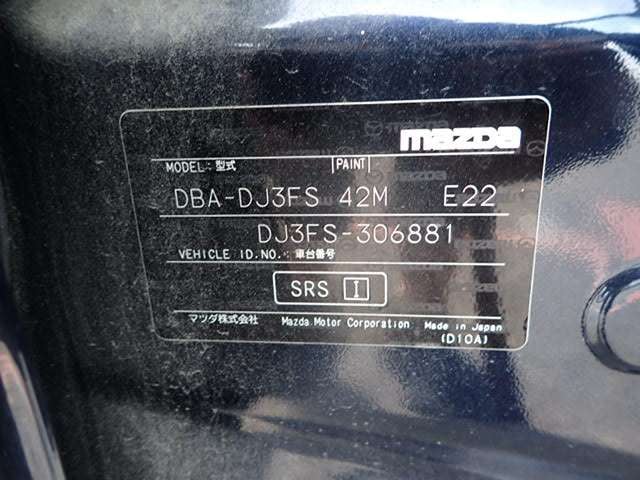 mazda
MODEL.: 型式 PAINT
DBA-DJ3FS 42M E22
DJ3FS-306881
VEHICLE ID.NO.: 車台番号
SRS I
マツダ株式会社 Mazda Motor Corporation Made in Japan
(D10A)